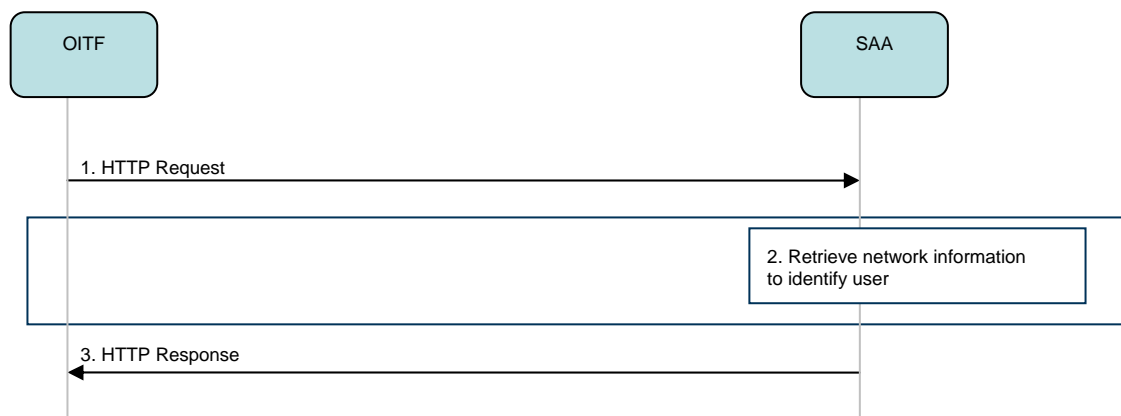 OITF
SAA
1. HTTP Request
2. Retrieve network information
to identify user
3. HTTP Response